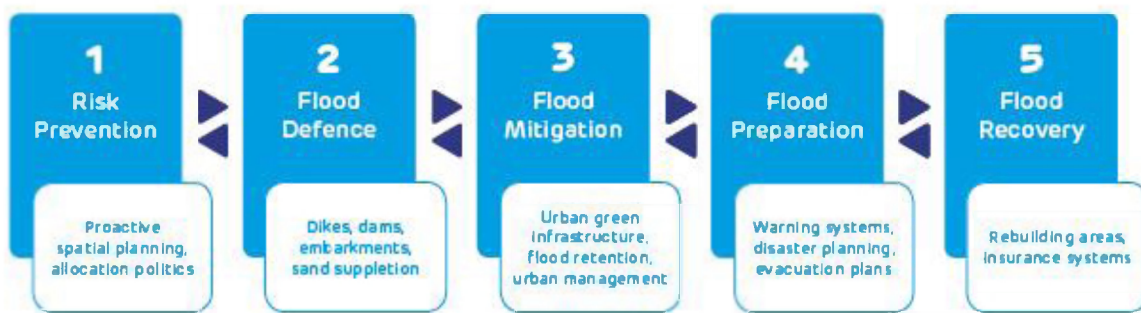 1
Risk
Prevention
Proactive
spatial planning,
allocation politics
2
Flood
Defence
Dikes, dams,
embarkments,
sand suppletion
3
Flood
Mitigation
Urban green
infrastructure,
flood retention,
urban management
4
Flood
Preparation
Warning systems,
disaster planning,
evacuation plans
5
Flood
Recovery
Rebuilding areas,
insurance systems